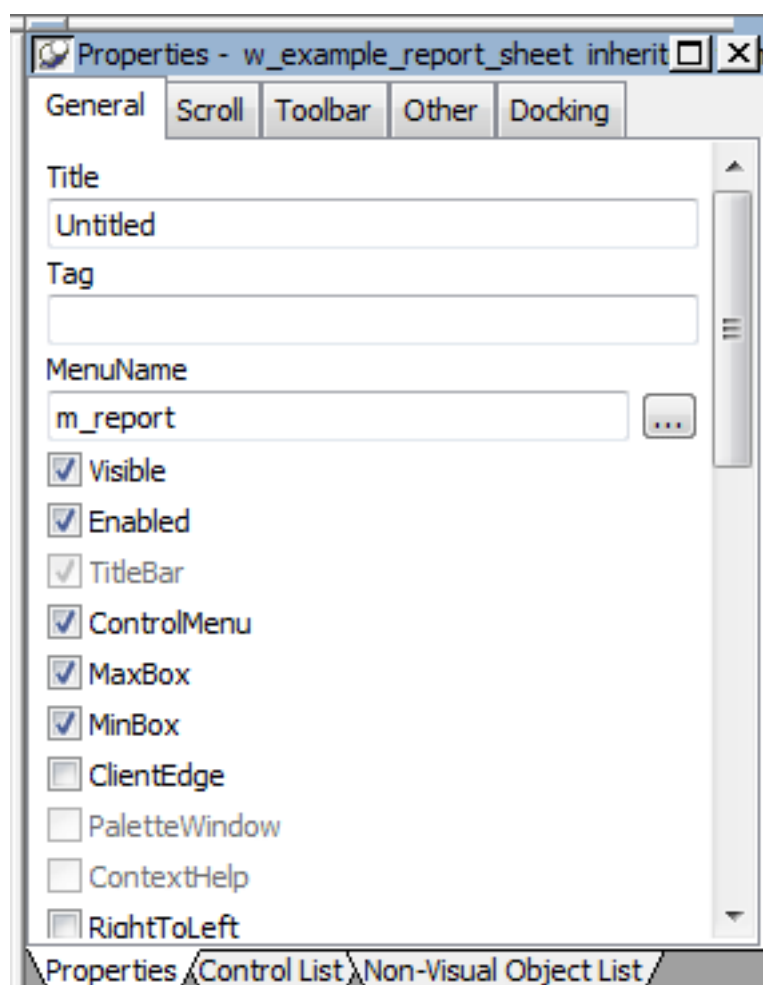 Properties - w_example_report_sheet inherit
General Scroll Toolbar Other Docking
Title
Untitled
Tag
MenuName
m_report ...
Visible
Enabled
TitleBar
ControlMenu
MaxBox
MinBox
ClientEdge
PaletteWindow
ContextHelp
RightToLeft
Properties Control List Non-Visual Object List